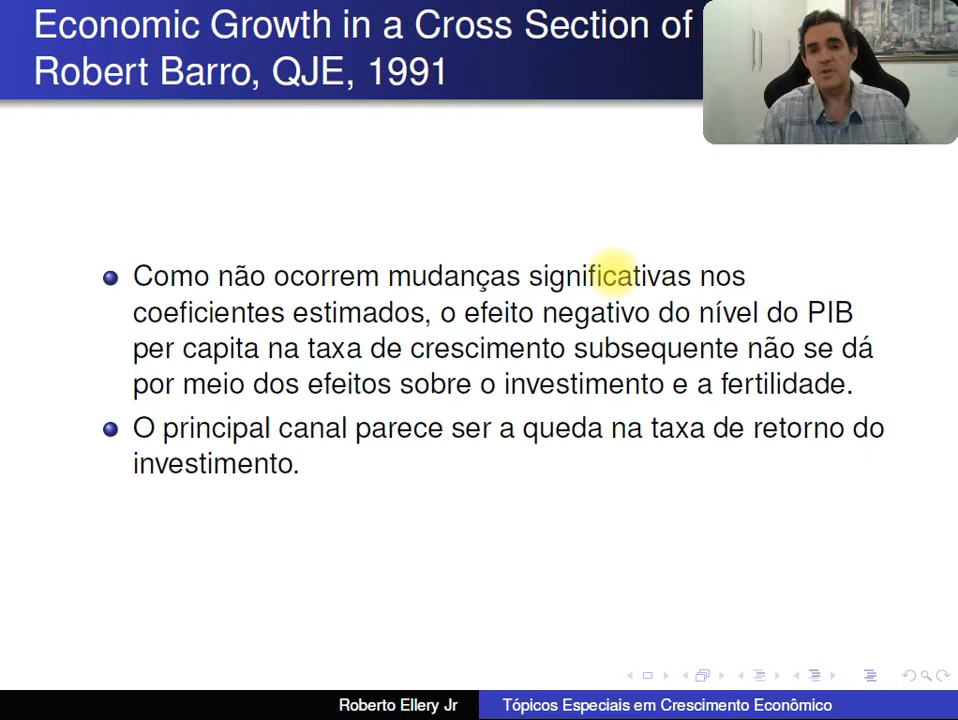 Economic Growth in a Cross Section of
Robert Barro, QJE, 1991
Como não ocorrem mudanças significativas nos
coeficientes estimados, o efeito negativo do nível do PIB
per capita na taxa de crescimento subsequente não se dá
por meio dos efeitos sobre o investimento e a fertilidade.
O principal canal parece ser a queda na taxa de retorno do
investimento.
Roberto Ellery Jr
Tópicos Especiais em Crescimento Econômico